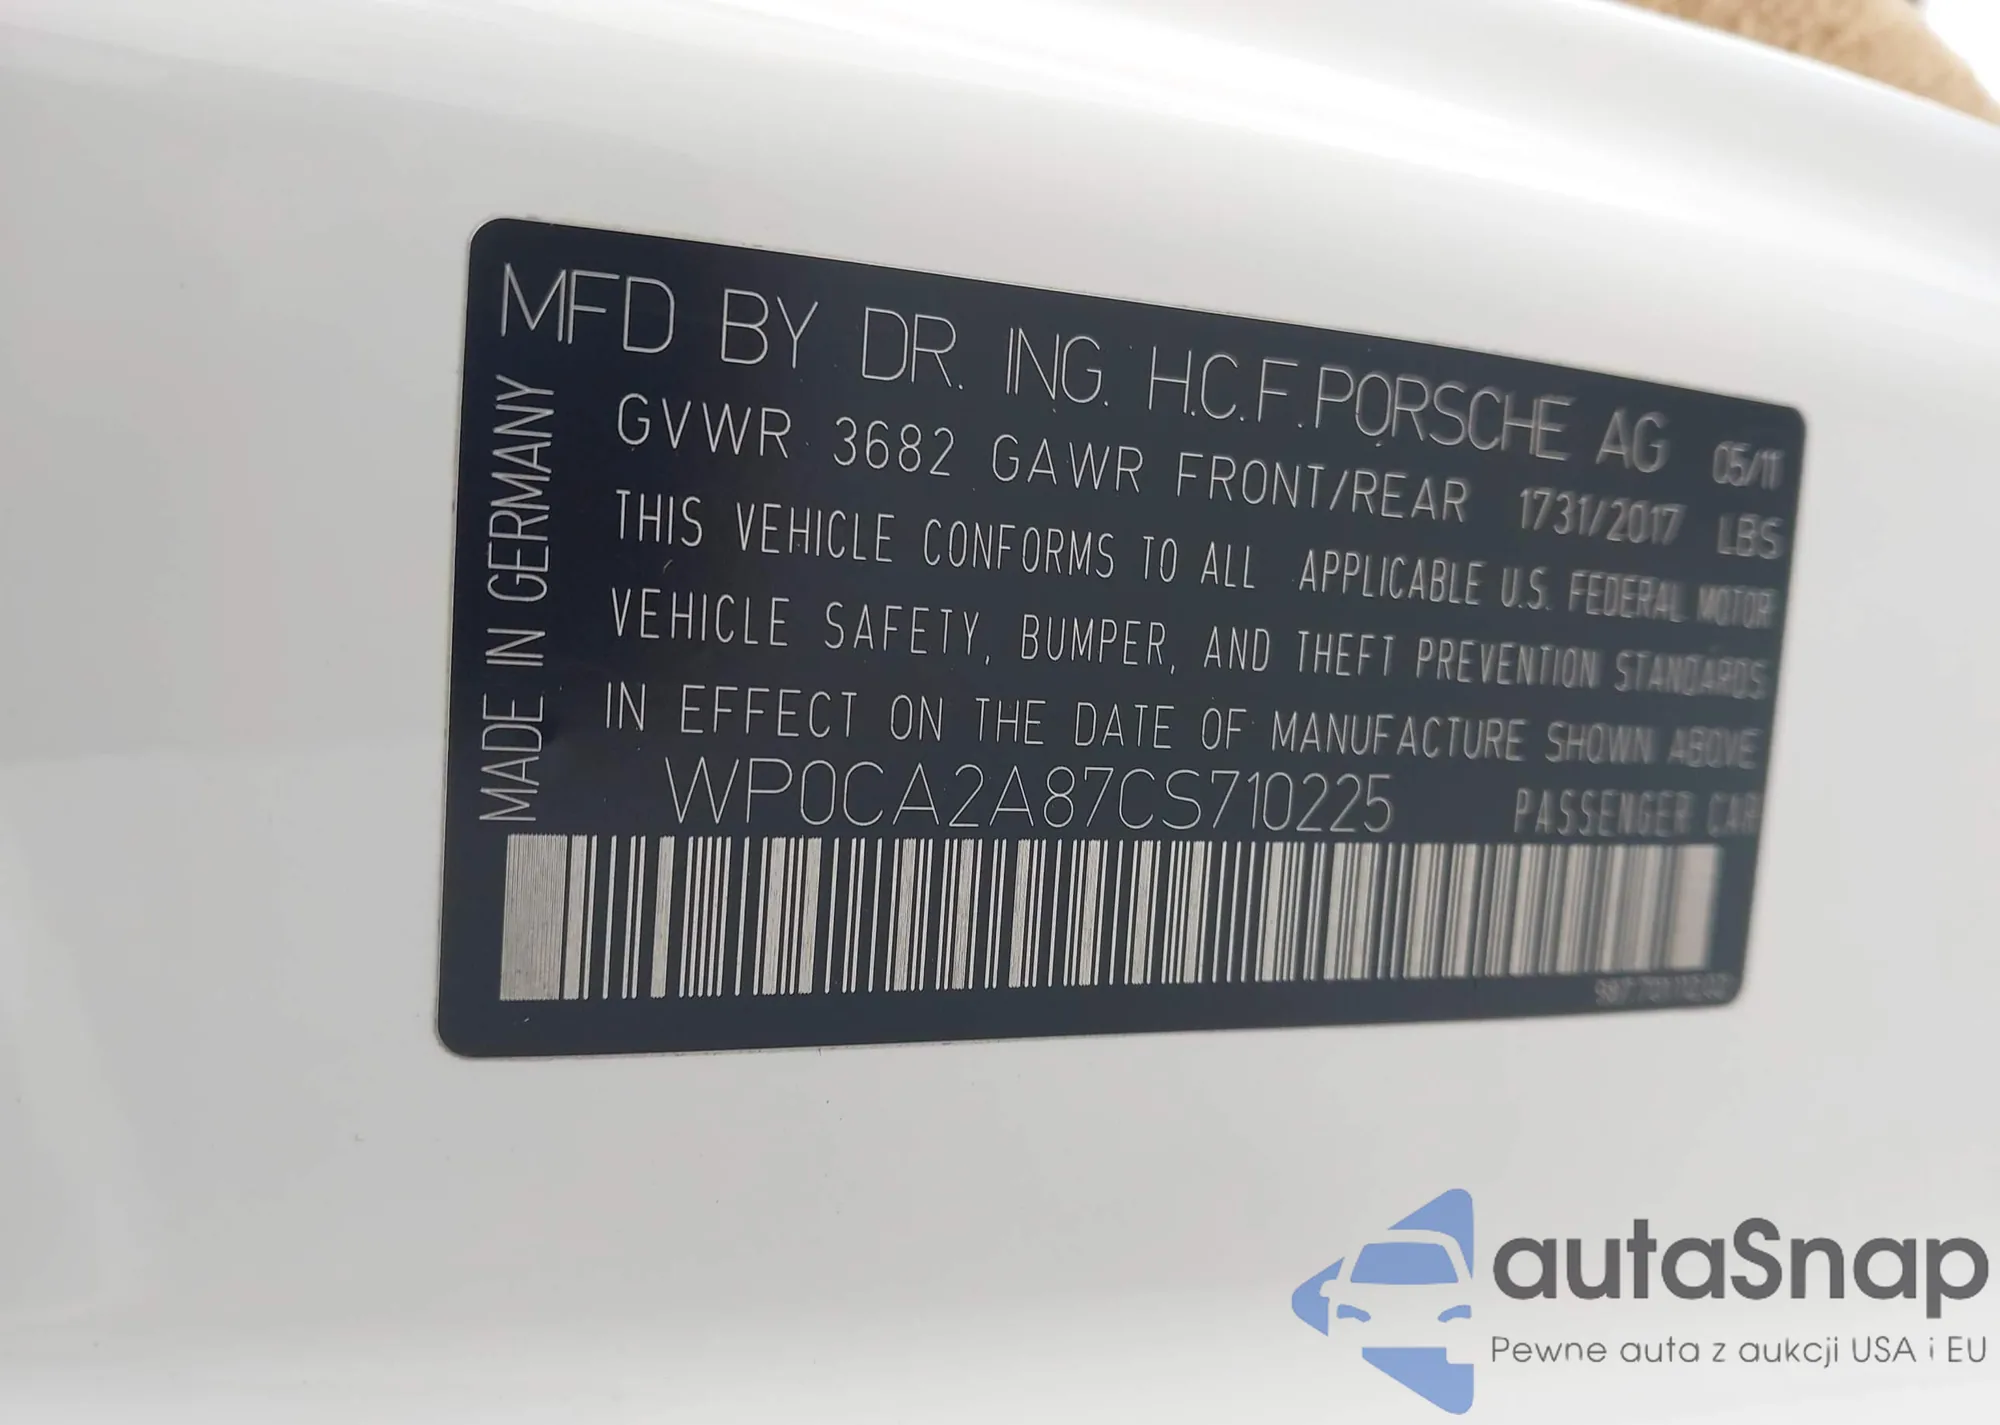 MFD BY DR. ING. H.C.F. PORSCHE AG 05/11
GVWR 3682 GAWR FRONT/REAR 1731/2017 LBS
THIS VEHICLE CONFORMS TO ALL APPLICABLE U.S. FEDERAL MOTOR
VEHICLE SAFETY, BUMPER, AND THEFT PREVENTION STANDARDS
IN EFFECT ON THE DATE OF MANUFACTURE SHOWN ABOVE
WP0CA2A87CS710225 PASSENGER CAR
MADE IN GERMANY
autaSnap
Pewne auta z aukcji USA i EU